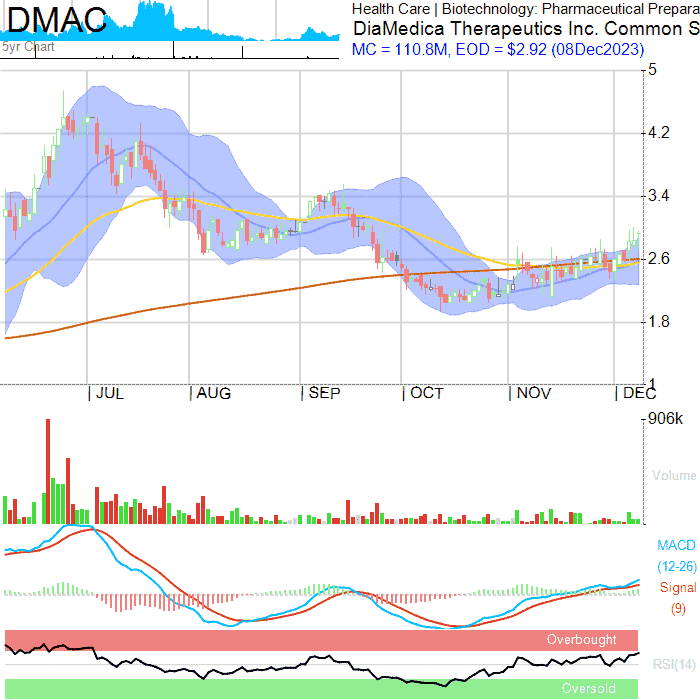 DMAC
5yr Chart
Health Care | Biotechnology: Pharmaceutical Prepara
DiaMedica Therapeutics Inc. Common S
MC = 110.8M, EOD = $2.92 (08Dec2023)
5
4.2
3.4
2.6
1.8
1
JUL AUG SEP OCT NOV DEC
906k
Volume
MACD
(12-26)
Signal
(9)
Overbought
RSI(14)
Oversold